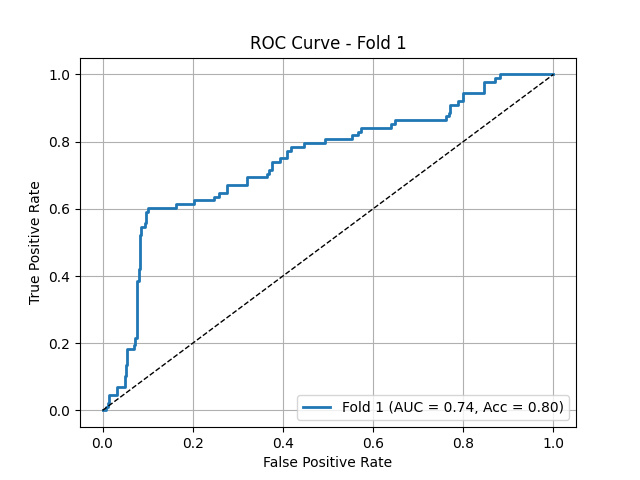 ROC Curve - Fold 1
True Positive Rate
1.0
0.8
0.6
0.4
0.2
0.0
Fold 1 (AUC = 0.74, Acc = 0.80)
0.0 0.2 0.4 0.6 0.8 1.0
False Positive Rate